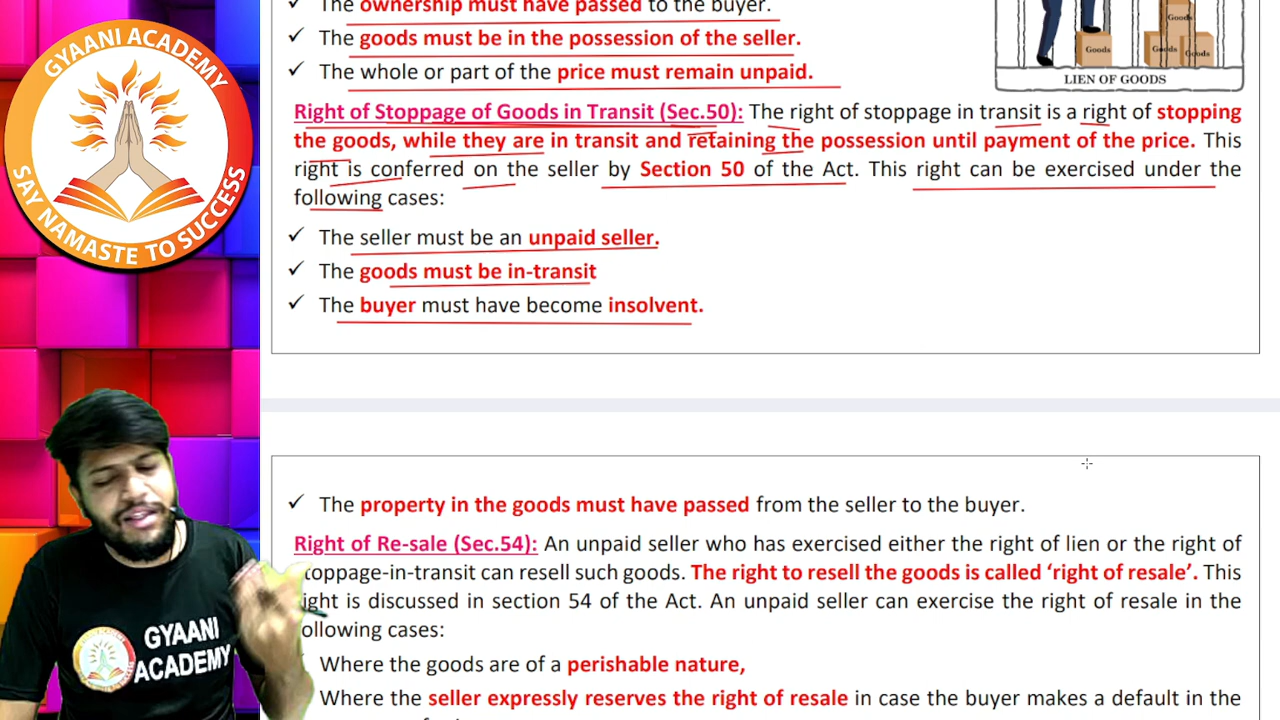 ✓ The ownership must have passed to the buyer.
✓ The goods must be in the possession of the seller.
✓ The whole or part of the price must remain unpaid.
Goods
Goods
Goods
Goods
LIEN OF GOODS
Right of Stoppage of Goods in Transit (Sec.50): The right of stoppage in transit is a right of stopping
the goods, while they are in transit and retaining the possession until payment of the price. This
right is conferred on the seller by Section 50 of the Act. This right can be exercised under the
following cases:
✓ The seller must be an unpaid seller.
✓ The goods must be in-transit
✓ The buyer must have become insolvent.
✓ The property in the goods must have passed from the seller to the buyer.
Right of Re-sale (Sec.54): An unpaid seller who has exercised either the right of lien or the right of
toppage-in-transit can resell such goods. The right to resell the goods is called ‘right of resale’. This
ight is discussed in section 54 of the Act. An unpaid seller can exercise the right of resale in the
ollowing cases:
Where the goods are of a perishable nature,
Where the seller expressly reserves the right of resale in case the buyer makes a default in the
GYAANI ACADEMY
SAY NAMASTE TO SUCCESS
GYAANI
ACADEMY